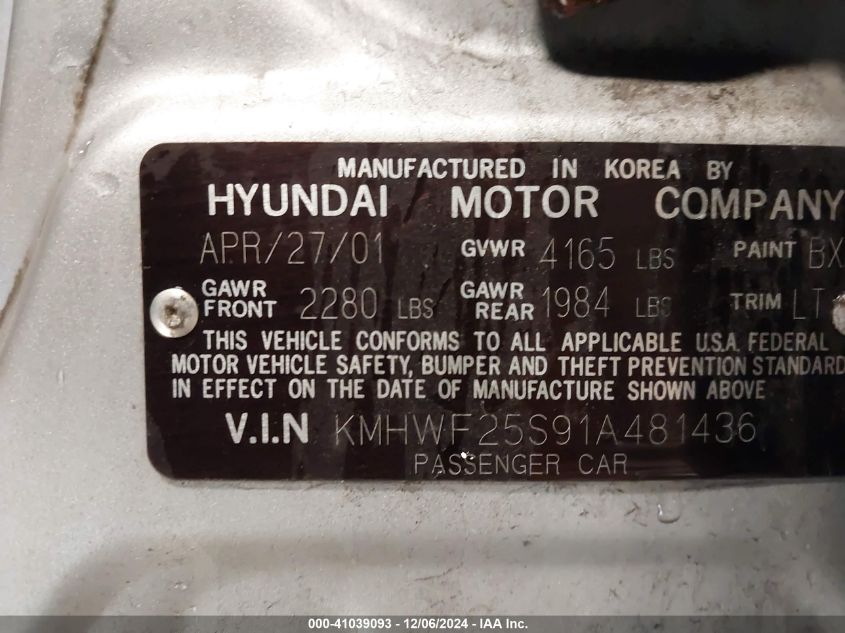 MANUFACTURED IN KOREA BY
HYUNDAI MOTOR COMPANY
APR/27/01 GVWR 4165 LBS PAINT BX
GAWR FRONT 2280 LBS GAWR REAR 1984 LBS TRIM LT
THIS VEHICLE CONFORMS TO ALL APPLICABLE U.S.A. FEDERAL
MOTOR VEHICLE SAFETY, BUMPER AND THEFT PREVENTION STANDARD
IN EFFECT ON THE DATE OF MANUFACTURE SHOWN ABOVE
V.I.N KMHWF25S91A481436
PASSENGER CAR
000-41039093 - 12/06/2024 - IAAI.com